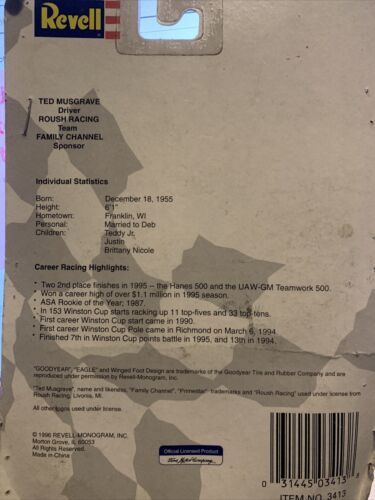 Revell
TED MUSGRAVE
Driver
ROUSH RACING
Team
FAMILY CHANNEL
Sponsor
Individual Statistics
Born: December 18, 1955
Height: 6'1"
Hometown: Franklin, WI
Personal: Married to Deb
Children: Teddy Jr.
Justin
Brittany Nicole
Career Racing Highlights:
• Two 2nd place finishes in 1995 – the Hanes 500 and the UAW-GM Teamwork 500.
• Won a career high of over $1.1 million in 1995 season.
• ASA Rookie of the Year; 1987.
• In 153 Winston Cup starts racking up 11 top-fives and 33 top-tens.
• First career Winston Cup start came in 1990.
• First career Winston Cup Pole came in Richmond on March 6, 1994.
• Finished 7th in Winston Cup points battle in 1995, and 13th in 1994.
"GOODYEAR", "EAGLE" and Winged Foot Design are trademarks of the Goodyear Tire and Rubber Company and are
reproduced under permission by Revell-Monogram, Inc.
"Ted Musgrave", name and likeness, "Family Channel", "Primestar" trademarks and "Roush Racing" used under license from
Roush Racing, Livonia, MI.
All other logos used under license.
© 1996 REVELL-MONOGRAM, INC.
Morton Grove, IL 60053
All Rights Reserved.
Made in China
Official Licensed Product
Ford Motor Company
0 31445 03413 8
ITEM NO. 3413